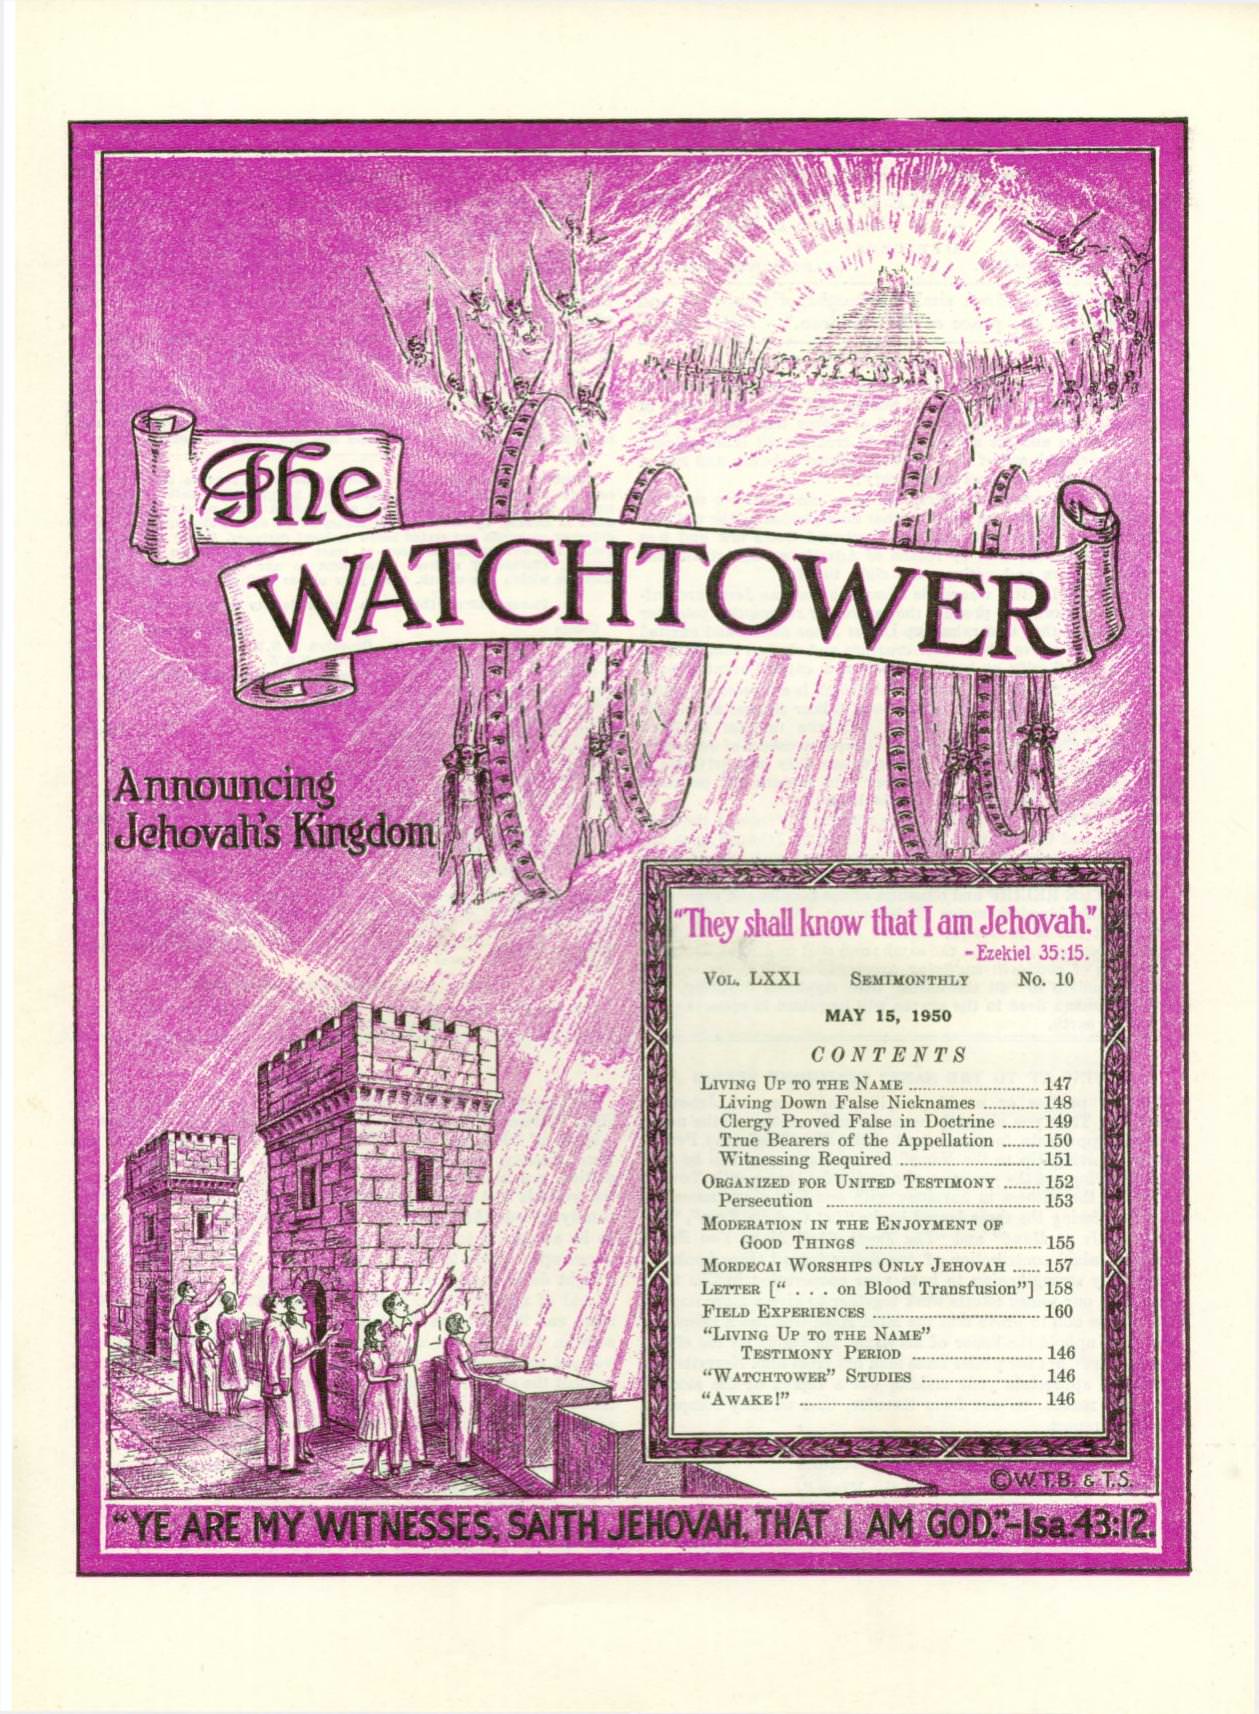 The
WATCHTOWER
Announcing
Jehovah's Kingdom
"They shall know that I am Jehovah."
-Ezekiel 35:15.
VOL. LXXI SEMIMONTHLY No. 10
MAY 15, 1950
CONTENTS
LIVING UP TO THE NAME ........................ 147
Living Down False Nicknames ............ 148
Clergy Proved False in Doctrine ....... 149
True Bearers of the Appellation ....... 150
Witnessing Required .......................... 151
ORGANIZED FOR UNITED TESTIMONY ....... 152
Persecution ........................................ 153
MODERATION IN THE ENJOYMENT OF
GOOD THINGS .................................. 155
MORDECAI WORSHIPS ONLY JEHOVAH ...... 157
LETTER [" . . . on Blood Transfusion"] 158
FIELD EXPERIENCES ................................ 160
"LIVING UP TO THE NAME"
TESTIMONY PERIOD ......................... 146
"WATCHTOWER" STUDIES ....................... 146
"AWAKE!" .............................................. 146
©W.T.B. & T.S.
"YE ARE MY WITNESSES, SAITH JEHOVAH, THAT I AM GOD."-Isa.43:12.